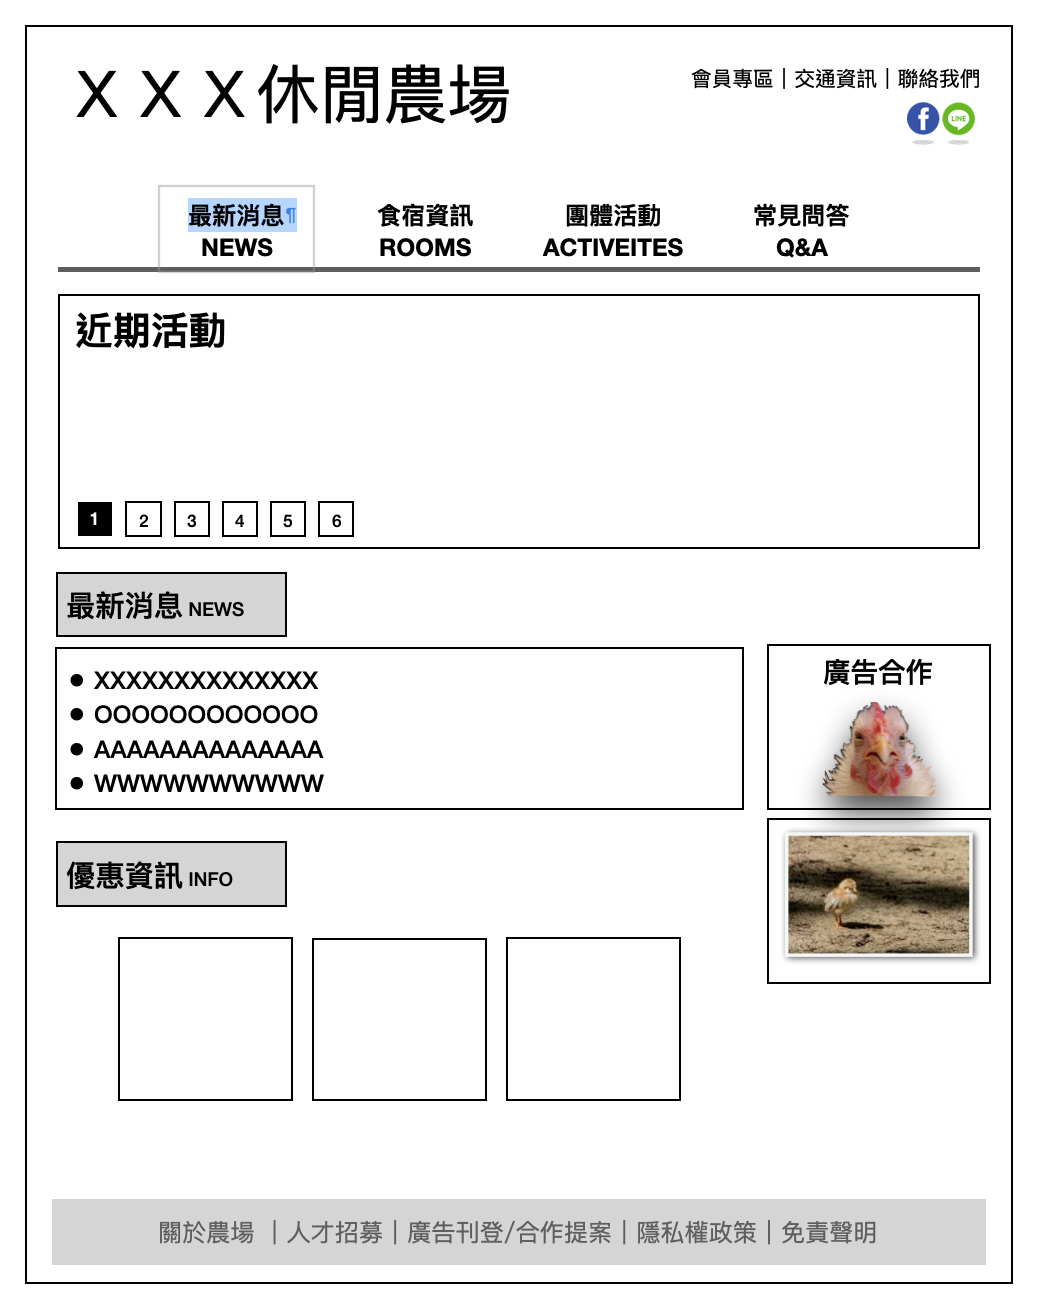 ＸＸＸ休閒農場
會員專區｜交通資訊｜聯絡我們
LINE
最新消息¶
NEWS
食宿資訊
ROOMS
團體活動
ACTIVEITES
常見問答
Q&A
近期活動
1 2 3 4 5 6
最新消息 NEWS
● XXXXXXXXXXXXXX
● OOOOOOOOOOOO
● AAAAAAAAAAAAAA
● WWWWWWWWWW
廣告合作
優惠資訊 INFO
關於農場 ｜人才招募｜廣告刊登/合作提案｜隱私權政策｜免責聲明